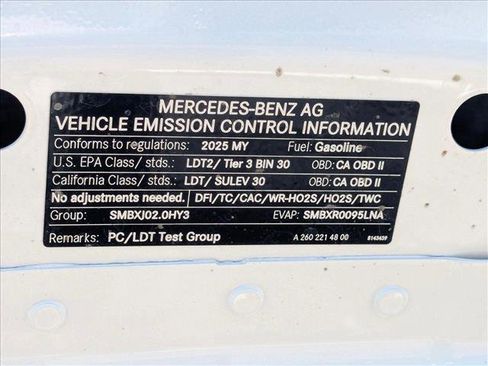 MERCEDES-BENZ AG
VEHICLE EMISSION CONTROL INFORMATION
Conforms to regulations: 2025 MY Fuel: Gasoline
U.S. EPA Class/ stds.: LDT2/ Tier 3 BIN 30 OBD: CA OBD II
California Class/ stds.: LDT/ SULEV 30 OBD: CA OBD II
No adjustments needed. DFI/TC/CAC/WR-HO2S/HO2S/TWC
Group: SMBXJ02.0HY3 EVAP: SMBXR0095LNA
Remarks: PC/LDT Test Group A 260 221 48 00 8143439